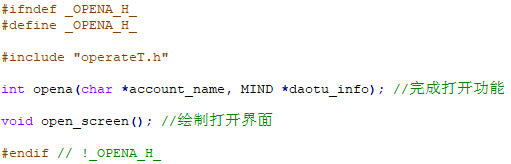 #ifndef _OPENA_H_
#define _OPENA_H_
#include "operateT.h"
int opena(char *account_name, MIND *daotu_info); //完成打开功能
void open_screen(); //绘制打开界面
#endif // !_OPENA_H_